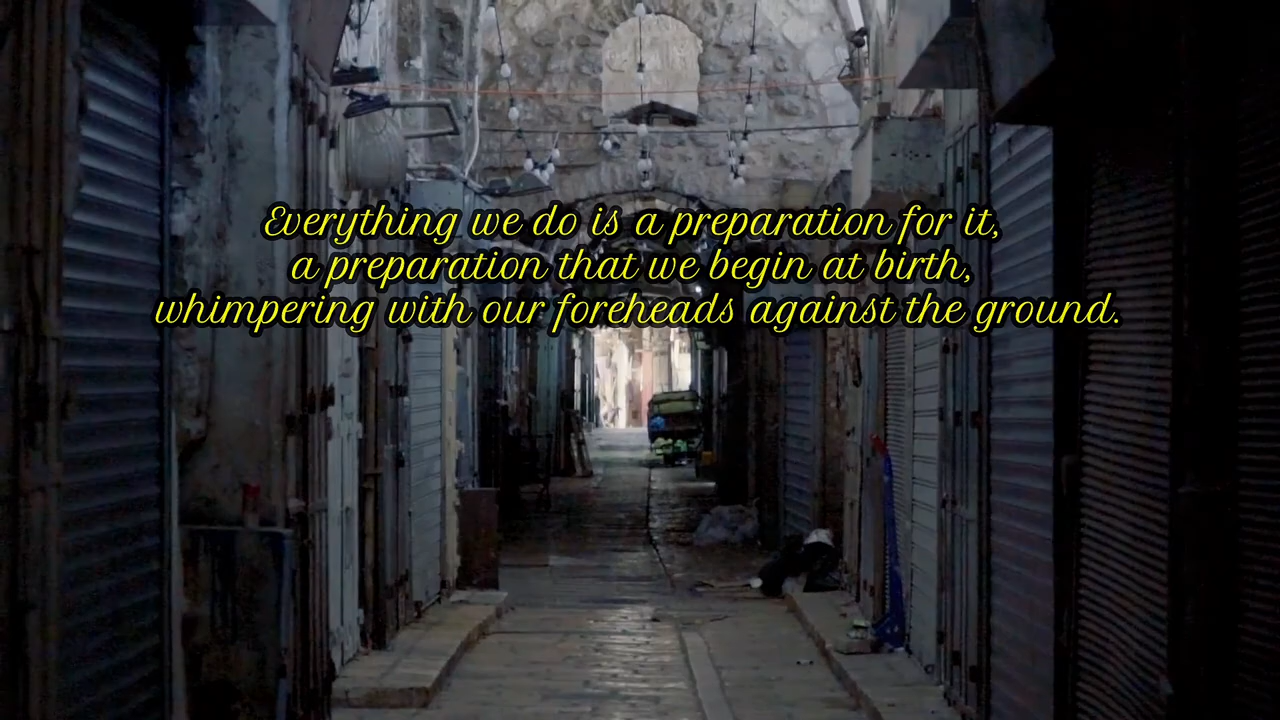 Everything we do is a preparation for it,
a preparation that we begin at birth,
whimpering with our foreheads against the ground.